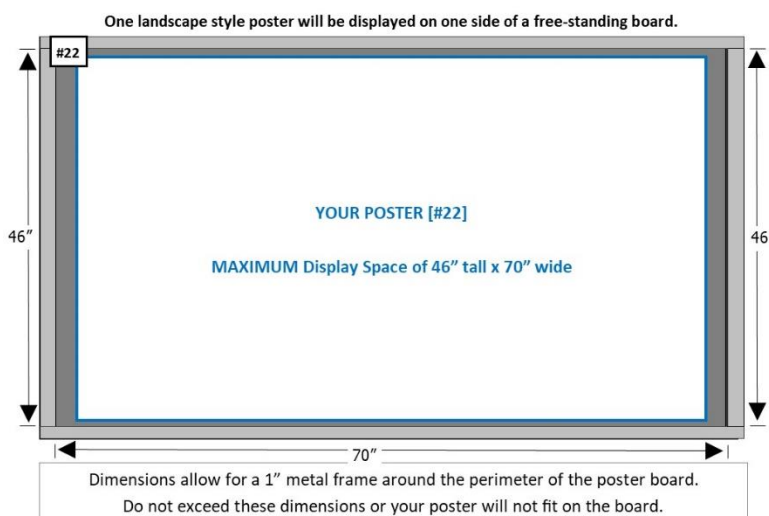 One landscape style poster will be displayed on one side of a free-standing board.
#22
YOUR POSTER [#22]
46”
46
MAXIMUM Display Space of 46” tall x 70” wide
70”
Dimensions allow for a 1” metal frame around the perimeter of the poster board.
Do not exceed these dimensions or your poster will not fit on the board.